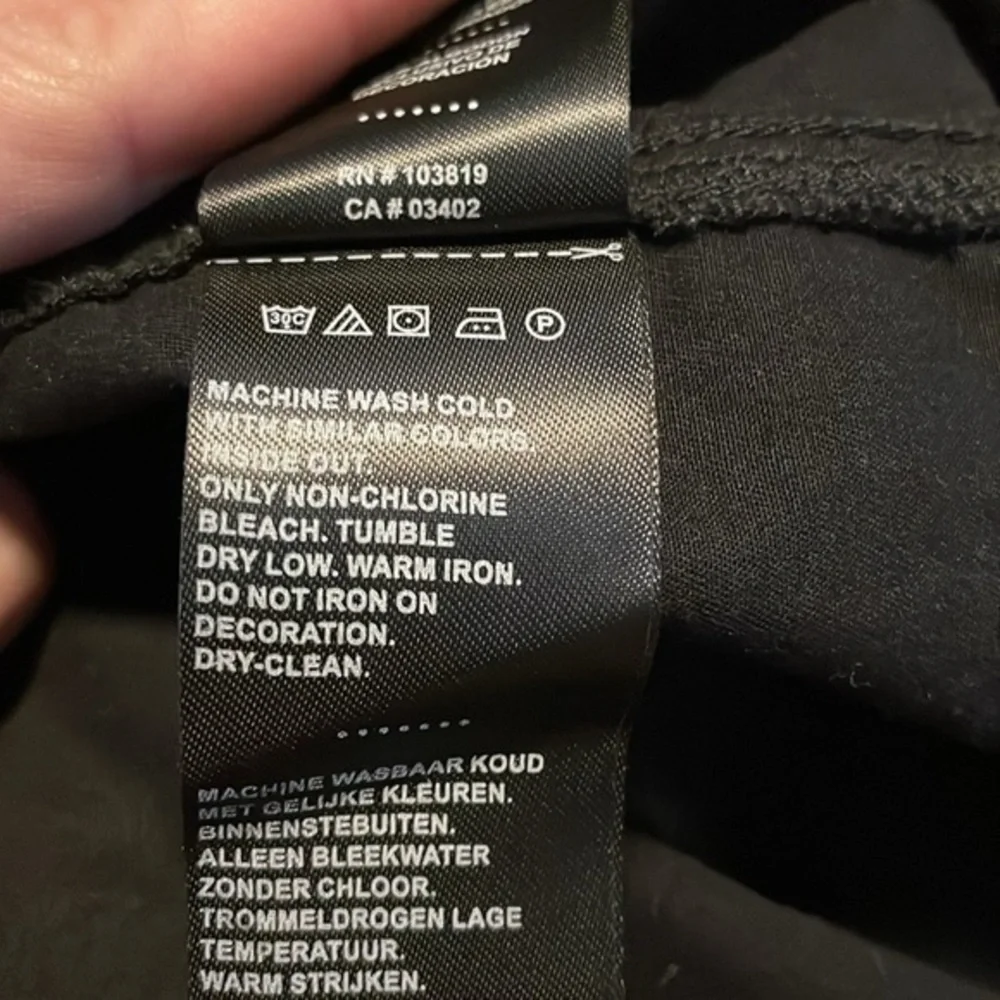 DECORACION
RN # 103819
CA # 03402
30C
P
MACHINE WASH COLD
WITH SIMILAR COLORS.
INSIDE OUT.
ONLY NON-CHLORINE
BLEACH. TUMBLE
DRY LOW. WARM IRON.
DO NOT IRON ON
DECORATION.
DRY-CLEAN.
MACHINE WASBAAR KOUD
MET GELIJKE KLEUREN.
BINNENSTEBUITEN.
ALLEEN BLEEKWATER
ZONDER CHLOOR.
TROMMELDROGEN LAGE
TEMPERATUUR.
WARM STRIJKEN.